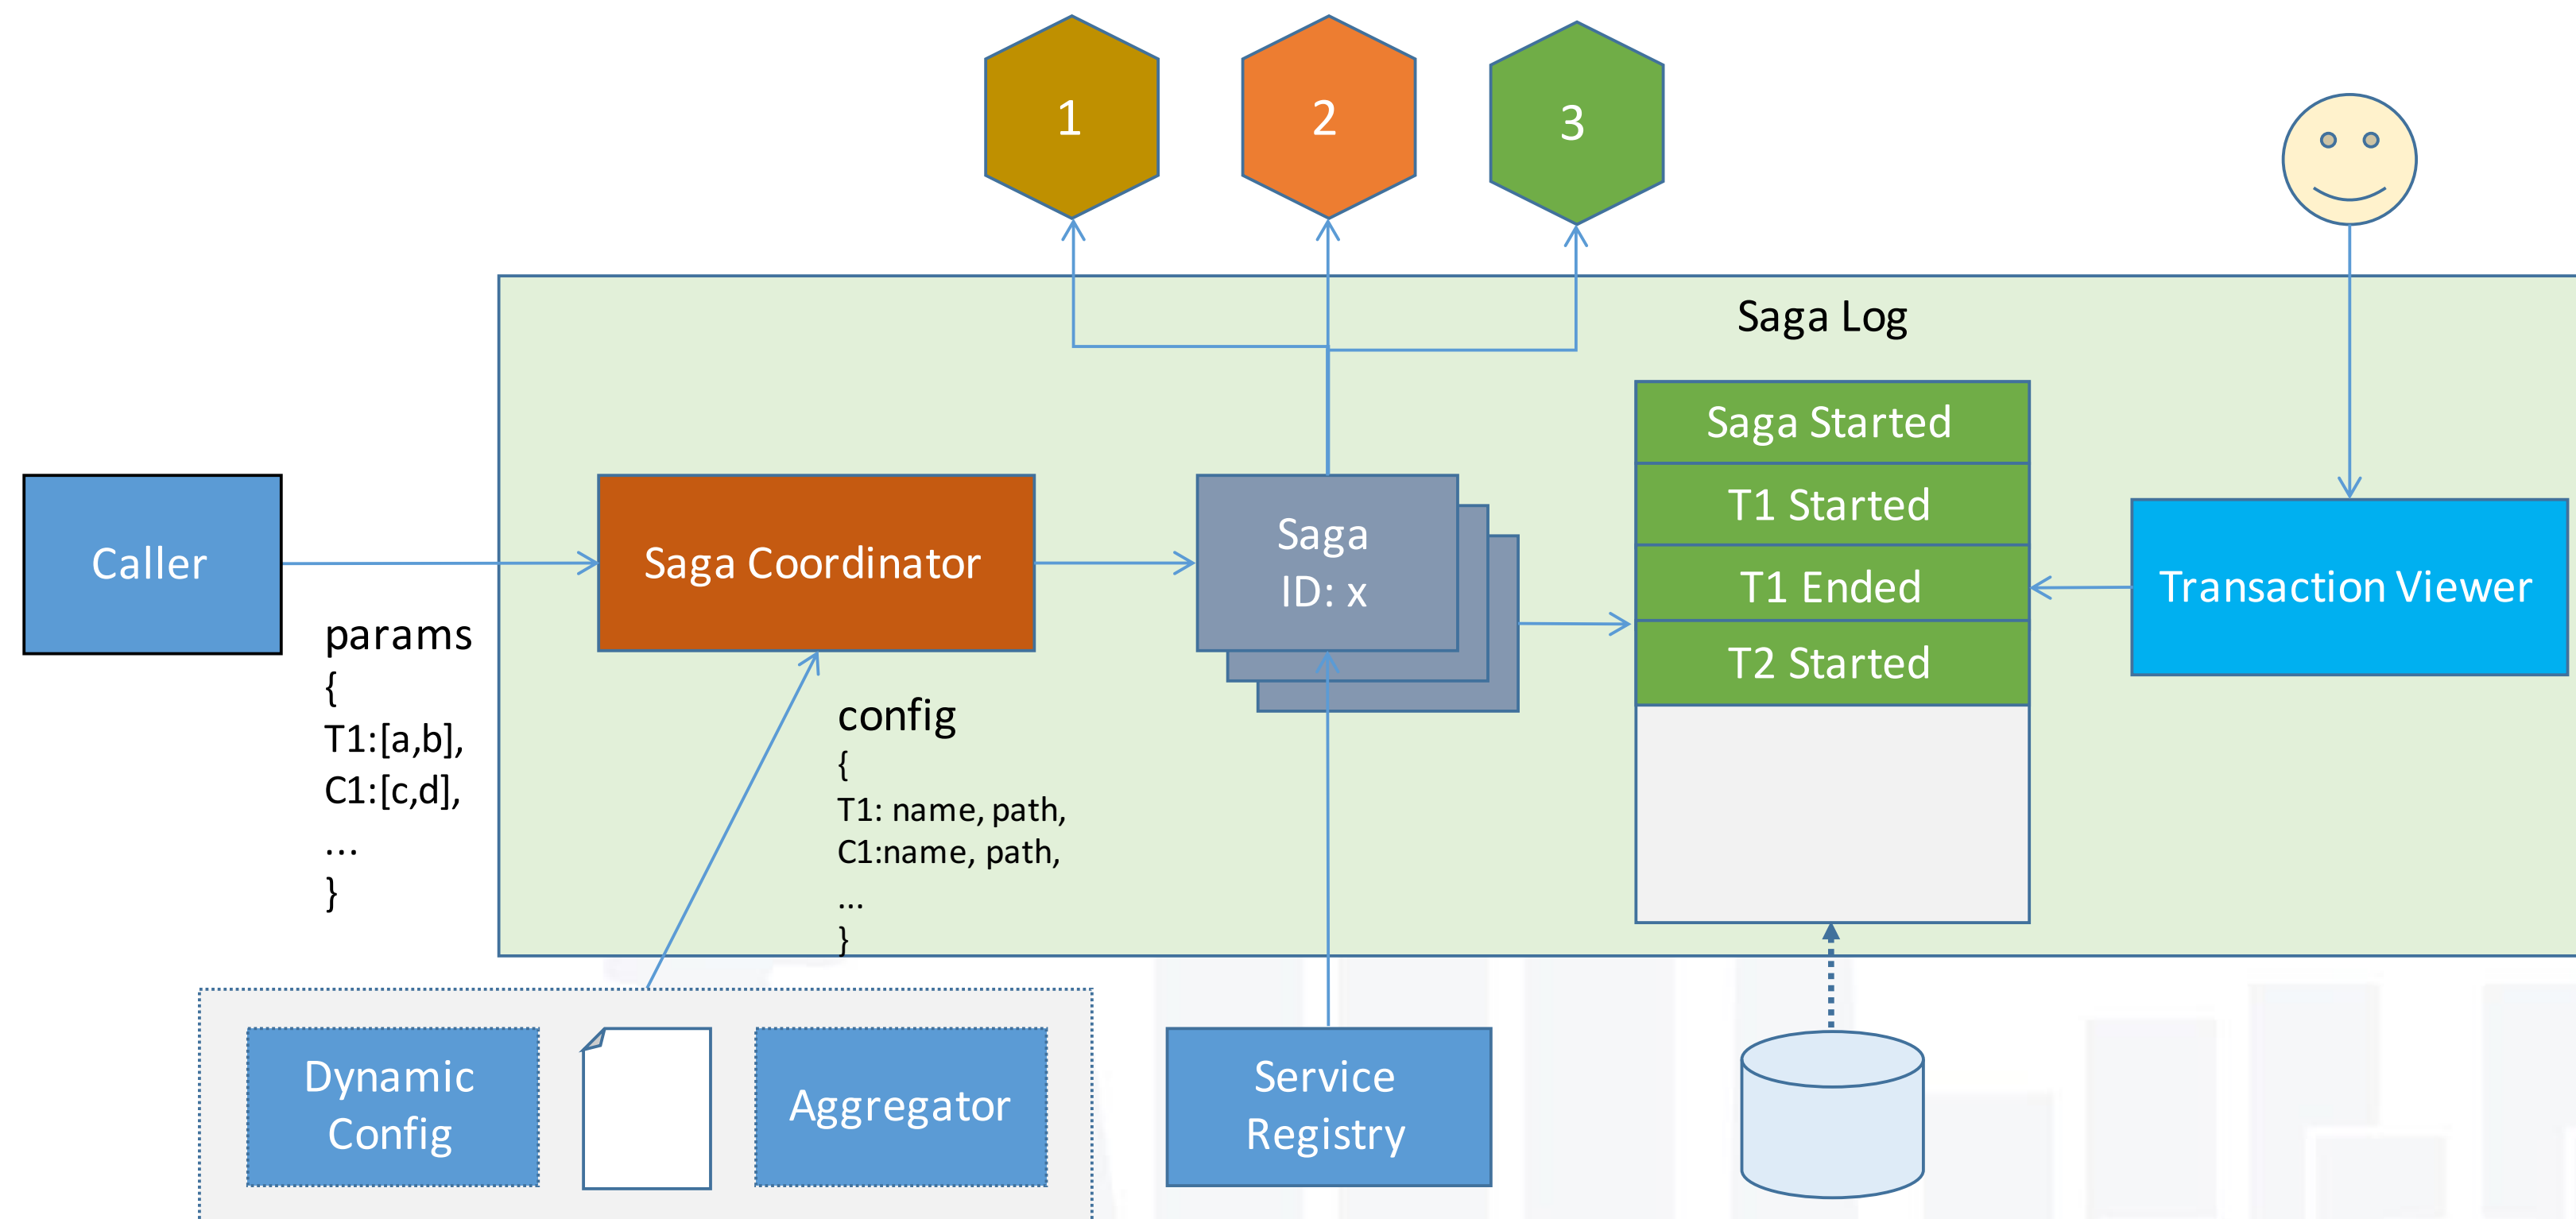 1
2
3
Saga Log
Saga Started
T1 Started
T1 Ended
T2 Started
Caller
Saga Coordinator
Saga
ID: x
Transaction Viewer
params
{
T1:[a,b],
C1:[c,d],
...
}
config
{
T1: name, path,
C1:name, path,
...
}
Dynamic
Config
Aggregator
Service
Registry